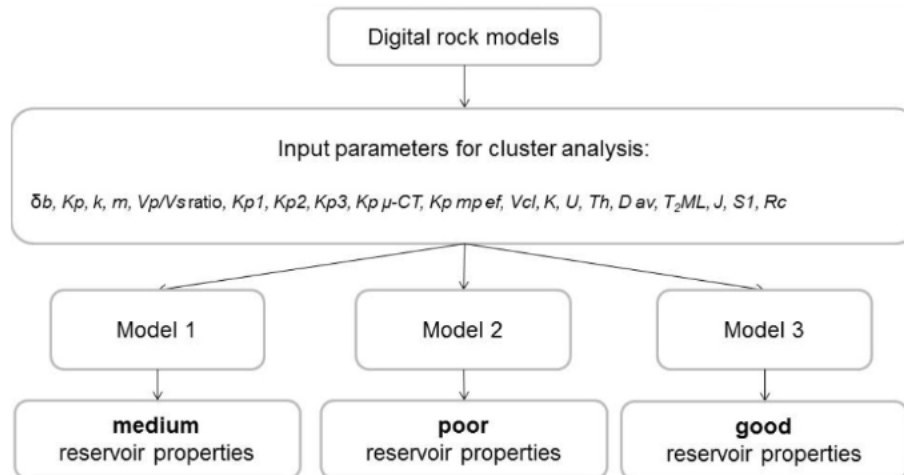 Digital rock models
Input parameters for cluster analysis:
δb, Kp, k, m, Vp/Vs ratio, Kp1, Kp2, Kp3, Kp μ-CT, Kp mp ef, Vcl, K, U, Th, D av, T₂ML, J, S1, Rc
Model 1
Model 2
Model 3
medium
reservoir properties
poor
reservoir properties
good
reservoir properties